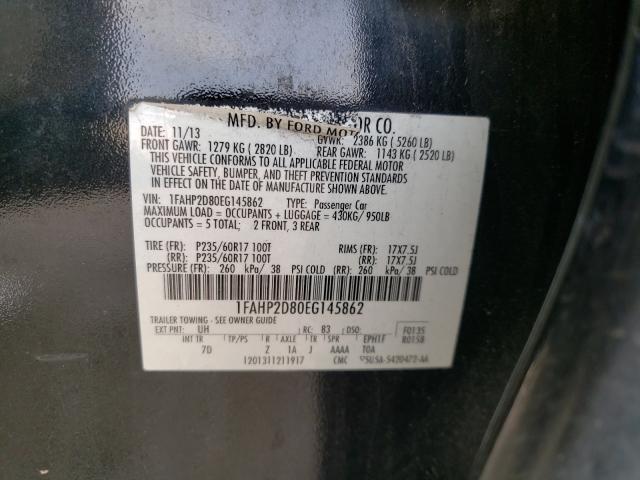 MFD. BY FORD MOTOR CO.
DATE: 11/13 GVWR: 2386 KG ( 5260 LB)
FRONT GAWR: 1279 KG ( 2820 LB) REAR GAWR: 1143 KG ( 2520 LB)
THIS VEHICLE CONFORMS TO ALL APPLICABLE FEDERAL MOTOR
VEHICLE SAFETY, BUMPER, AND THEFT PREVENTION STANDARDS IN
EFFECT ON THE DATE OF MANUFACTURE SHOWN ABOVE.
VIN: 1FAHP2D80EG145862 TYPE: Passenger Car
MAXIMUM LOAD = OCCUPANTS + LUGGAGE = 430KG/ 950LB
OCCUPANTS = 5 TOTAL; 2 FRONT, 3 REAR
TIRE (FR): P235/60R17 100T RIMS (FR): 17X7.5J
(RR): P235/60R17 100T (RR): 17X7.5J
PRESSURE (FR): 260 kPa/ 38 PSI COLD (RR): 260 kPa/ 38 PSI COLD
1FAHP2D80EG145862
TRAILER TOWING - SEE OWNER GUIDE
EXT PNT: UH RC: 83 DSO: F0135
INT TR TP/PS R AXLE TR SPR EPH1F R0158
7D Z 1A J AAAA TOA
1201311211917 CMC 5U5A-5420472-AA